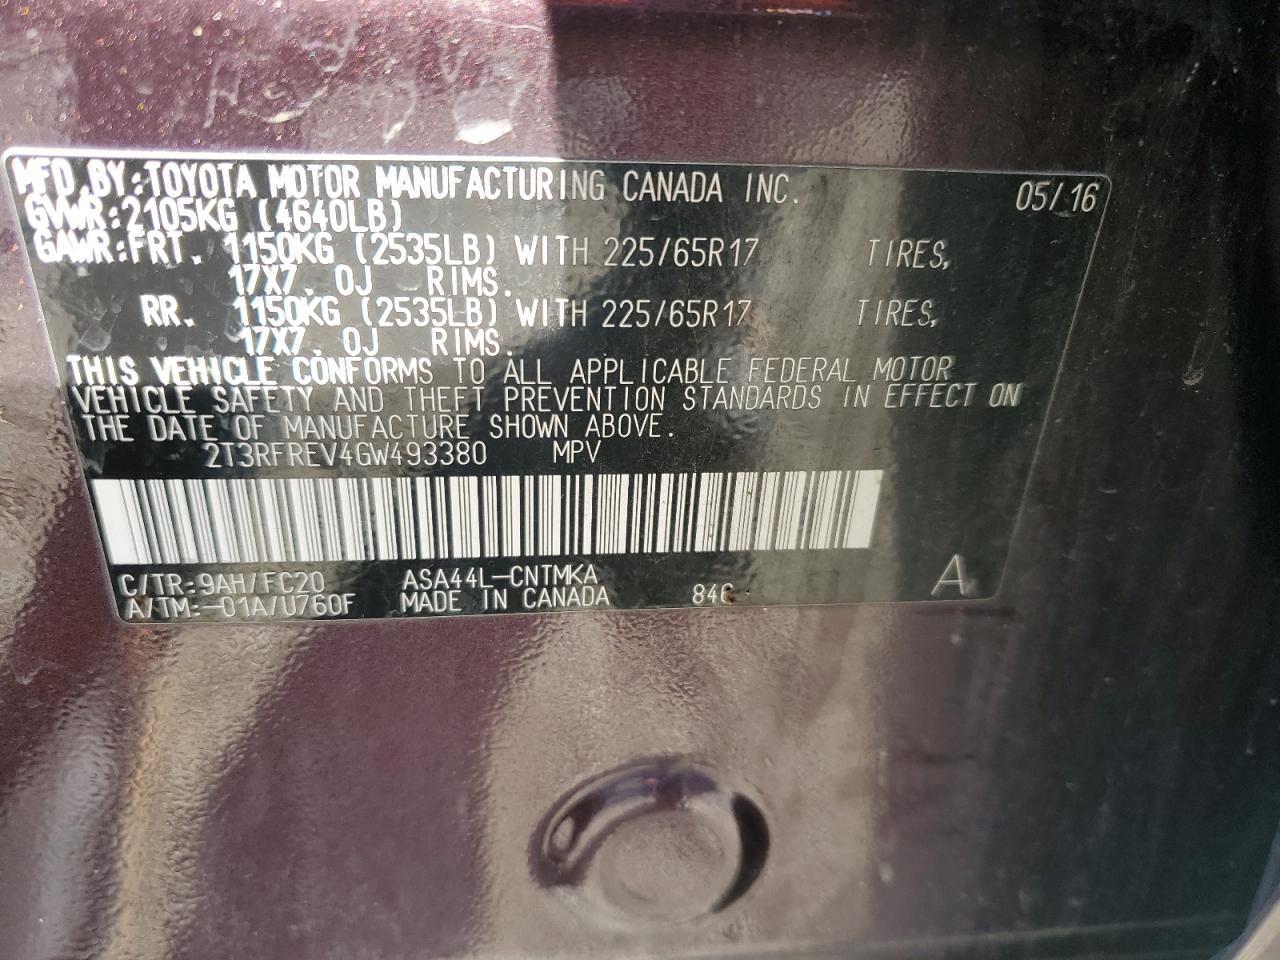 MFD. BY: TOYOTA MOTOR MANUFACTURING CANADA INC. 05/16
GVWR: 2105KG (4640LB)
GAWR: FRT. 1150KG (2535LB) WITH 225/65R17 TIRES,
17X7.0J RIMS.
RR. 1150KG (2535LB) WITH 225/65R17 TIRES,
17X7.0J RIMS.
THIS VEHICLE CONFORMS TO ALL APPLICABLE FEDERAL MOTOR
VEHICLE SAFETY AND THEFT PREVENTION STANDARDS IN EFFECT ON
THE DATE OF MANUFACTURE SHOWN ABOVE.
2T3RFREV4GW493380 MPV
C/TR: 9AH/FC20 ASA44L-CNTMKA A
A/TM: -01A/U760F MADE IN CANADA